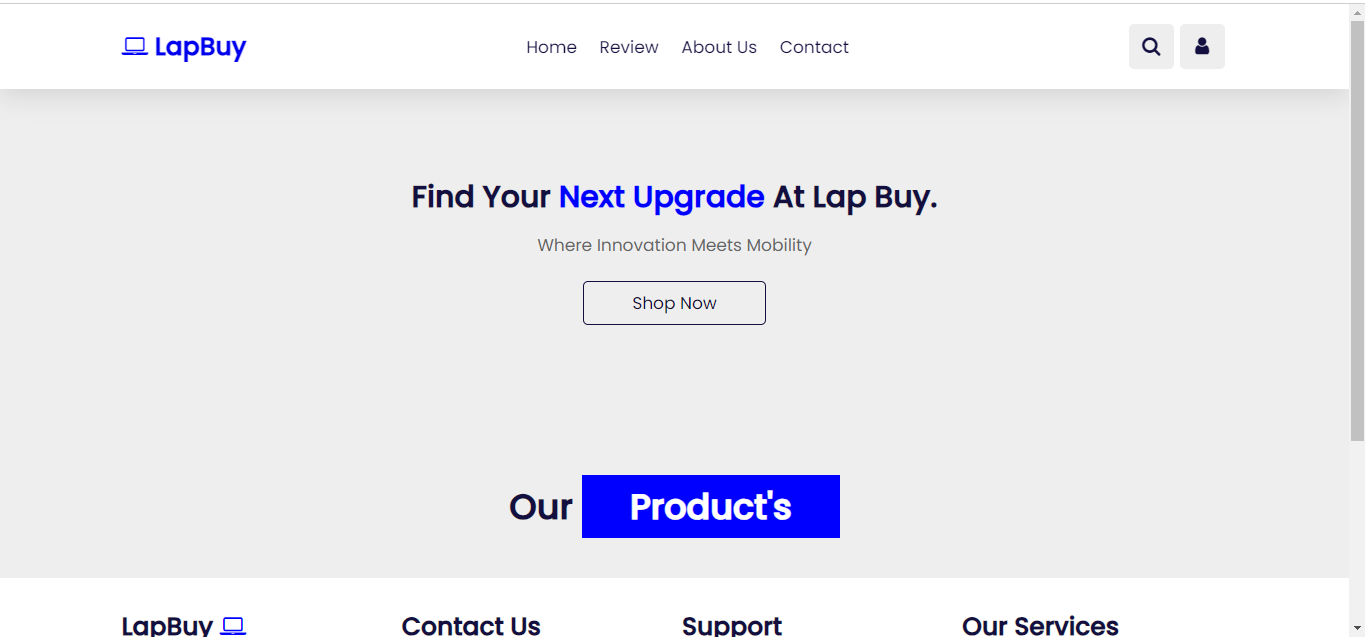 LapBuy
Home Review About Us Contact
Find Your Next Upgrade At Lap Buy.
Where Innovation Meets Mobility
Shop Now
Our Product's
LapBuy Contact Us Support Our Services